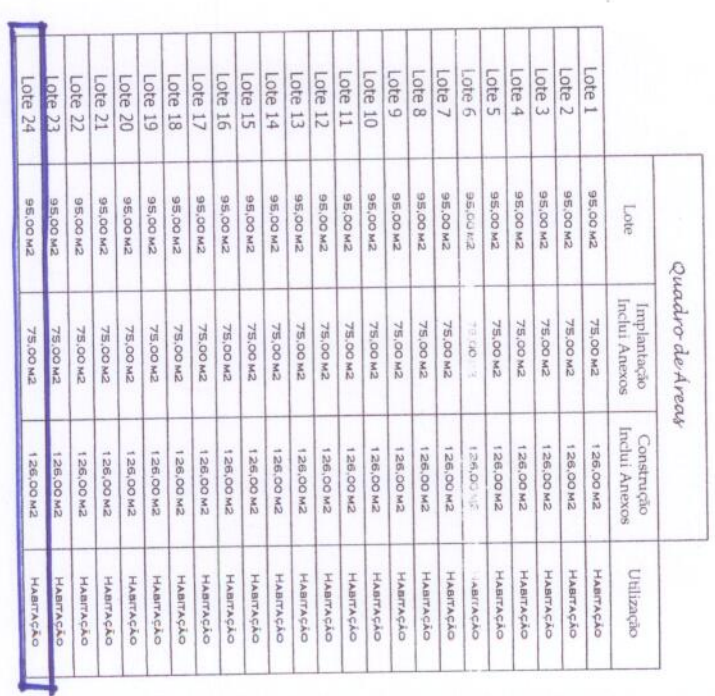 Quadro de Áreas
Lote Implantação Inclui Anexos Construção Inclui Anexos Utilização
Lote 1 95,00 M2 75,00 M2 126,00 M2 HABITAÇÃO
Lote 2 95,00 M2 75,00 M2 126,00 M2 HABITAÇÃO
Lote 3 95,00 M2 75,00 M2 126,00 M2 HABITAÇÃO
Lote 4 95,00 M2 75,00 M2 126,00 M2 HABITAÇÃO
Lote 5 95,00 M2 75,00 M2 126,00 M2 HABITAÇÃO
Lote 6 95,00 M2 126,00 M2 HABITAÇÃO
Lote 7 95,00 M2 75,00 M2 126,00 M2 HABITAÇÃO
Lote 8 95,00 M2 75,00 M2 126,00 M2 HABITAÇÃO
Lote 9 95,00 M2 75,00 M2 126,00 M2 HABITAÇÃO
Lote 10 95,00 M2 75,00 M2 126,00 M2 HABITAÇÃO
Lote 11 95,00 M2 75,00 M2 126,00 M2 HABITAÇÃO
Lote 12 95,00 M2 75,00 M2 126,00 M2 HABITAÇÃO
Lote 13 95,00 M2 75,00 M2 126,00 M2 HABITAÇÃO
Lote 14 95,00 M2 75,00 M2 126,00 M2 HABITAÇÃO
Lote 15 95,00 M2 75,00 M2 126,00 M2 HABITAÇÃO
Lote 16 95,00 M2 75,00 M2 126,00 M2 HABITAÇÃO
Lote 17 95,00 M2 75,00 M2 126,00 M2 HABITAÇÃO
Lote 18 95,00 M2 75,00 M2 126,00 M2 HABITAÇÃO
Lote 19 95,00 M2 75,00 M2 126,00 M2 HABITAÇÃO
Lote 20 95,00 M2 75,00 M2 126,00 M2 HABITAÇÃO
Lote 21 95,00 M2 75,00 M2 126,00 M2 HABITAÇÃO
Lote 22 95,00 M2 75,00 M2 126,00 M2 HABITAÇÃO
Lote 23 95,00 M2 75,00 M2 126,00 M2 HABITAÇÃO
Lote 24 95,00 M2 75,00 M2 126,00 M2 HABITAÇÃO